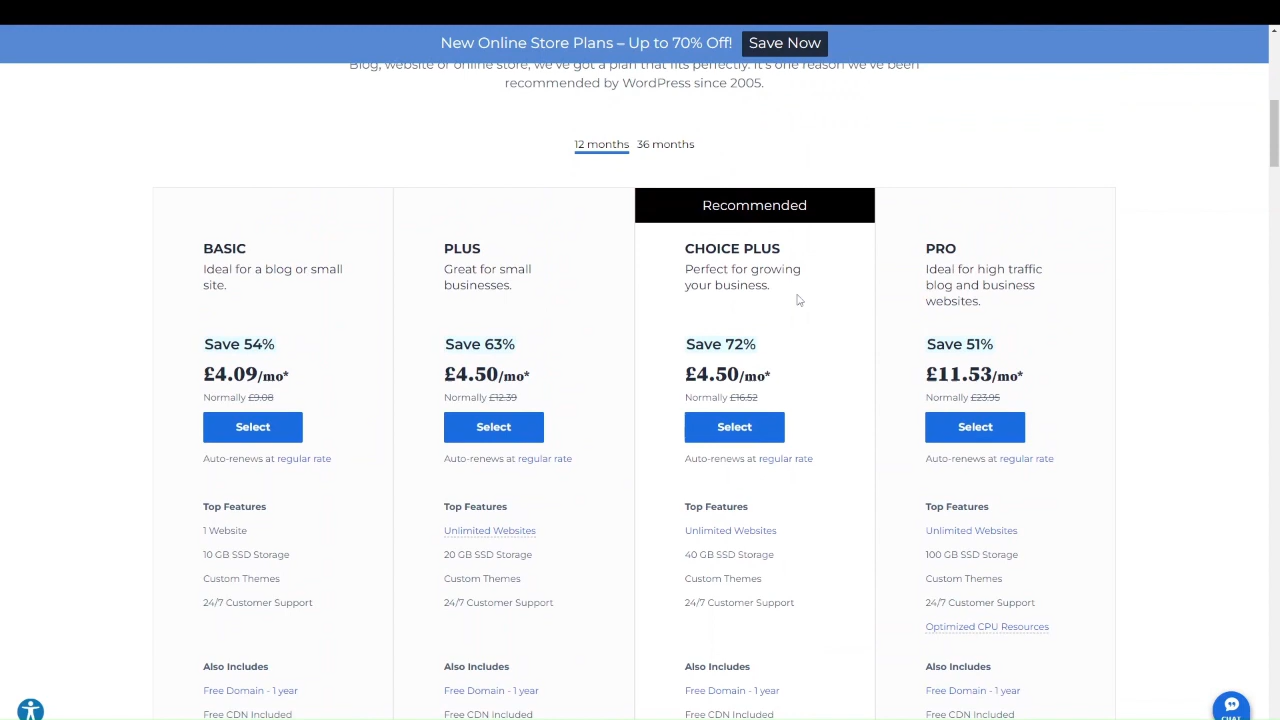 New Online Store Plans – Up to 70% Off! Save Now
Blog, website or online store, we've got a plan that fits perfectly. It's one reason we've been
recommended by WordPress since 2005.
12 months 36 months
Recommended
BASIC
Ideal for a blog or small
site.
Save 54%
£4.09/mo*
Normally £9.08
Select
Auto-renews at regular rate
Top Features
1 Website
10 GB SSD Storage
Custom Themes
24/7 Customer Support
Also Includes
Free Domain - 1 year
Free CDN Included
PLUS
Great for small
businesses.
Save 63%
£4.50/mo*
Normally £12.39
Select
Auto-renews at regular rate
Top Features
Unlimited Websites
20 GB SSD Storage
Custom Themes
24/7 Customer Support
Also Includes
Free Domain - 1 year
Free CDN Included
CHOICE PLUS
Perfect for growing
your business.
Save 72%
£4.50/mo*
Normally £16.52
Select
Auto-renews at regular rate
Top Features
Unlimited Websites
40 GB SSD Storage
Custom Themes
24/7 Customer Support
Also Includes
Free Domain - 1 year
Free CDN Included
PRO
Ideal for high traffic
blog and business
websites.
Save 51%
£11.53/mo*
Normally £23.95
Select
Auto-renews at regular rate
Top Features
Unlimited Websites
100 GB SSD Storage
Custom Themes
24/7 Customer Support
Optimized CPU Resources
Also Includes
Free Domain - 1 year
Free CDN Included
CHAT